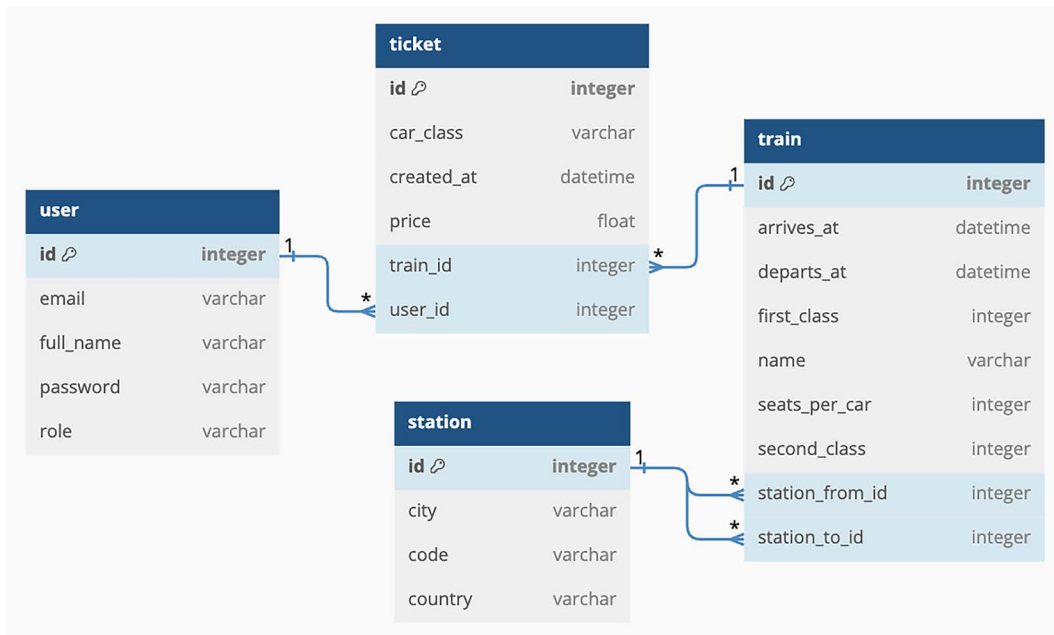 ticket
id integer
car_class varchar
created_at datetime
price float
train_id integer
user_id integer
user
id integer
email varchar
full_name varchar
password varchar
role varchar
train
id integer
arrives_at datetime
departs_at datetime
first_class integer
name varchar
seats_per_car integer
second_class integer
station_from_id integer
station_to_id integer
station
id integer
city varchar
code varchar
country varchar
1
*
1
*
1
*
*